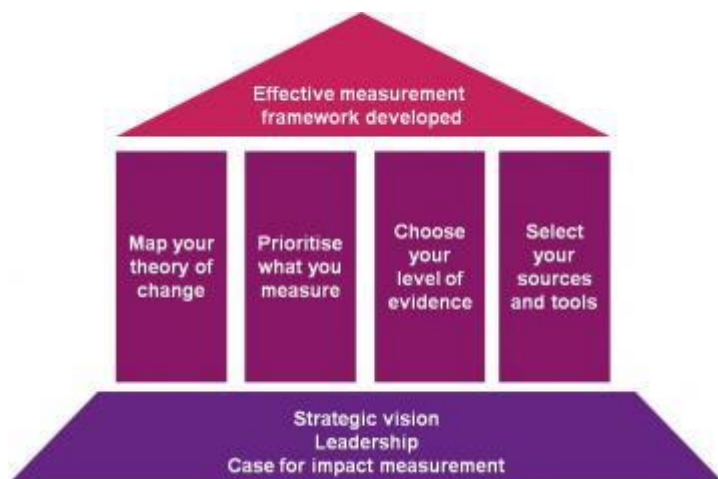 Effective measurement
framework developed
Map your
theory of
change
Prioritise
what you
measure
Choose
your
level of
evidence
Select
your
sources
and tools
Strategic vision
Leadership
Case for impact measurement